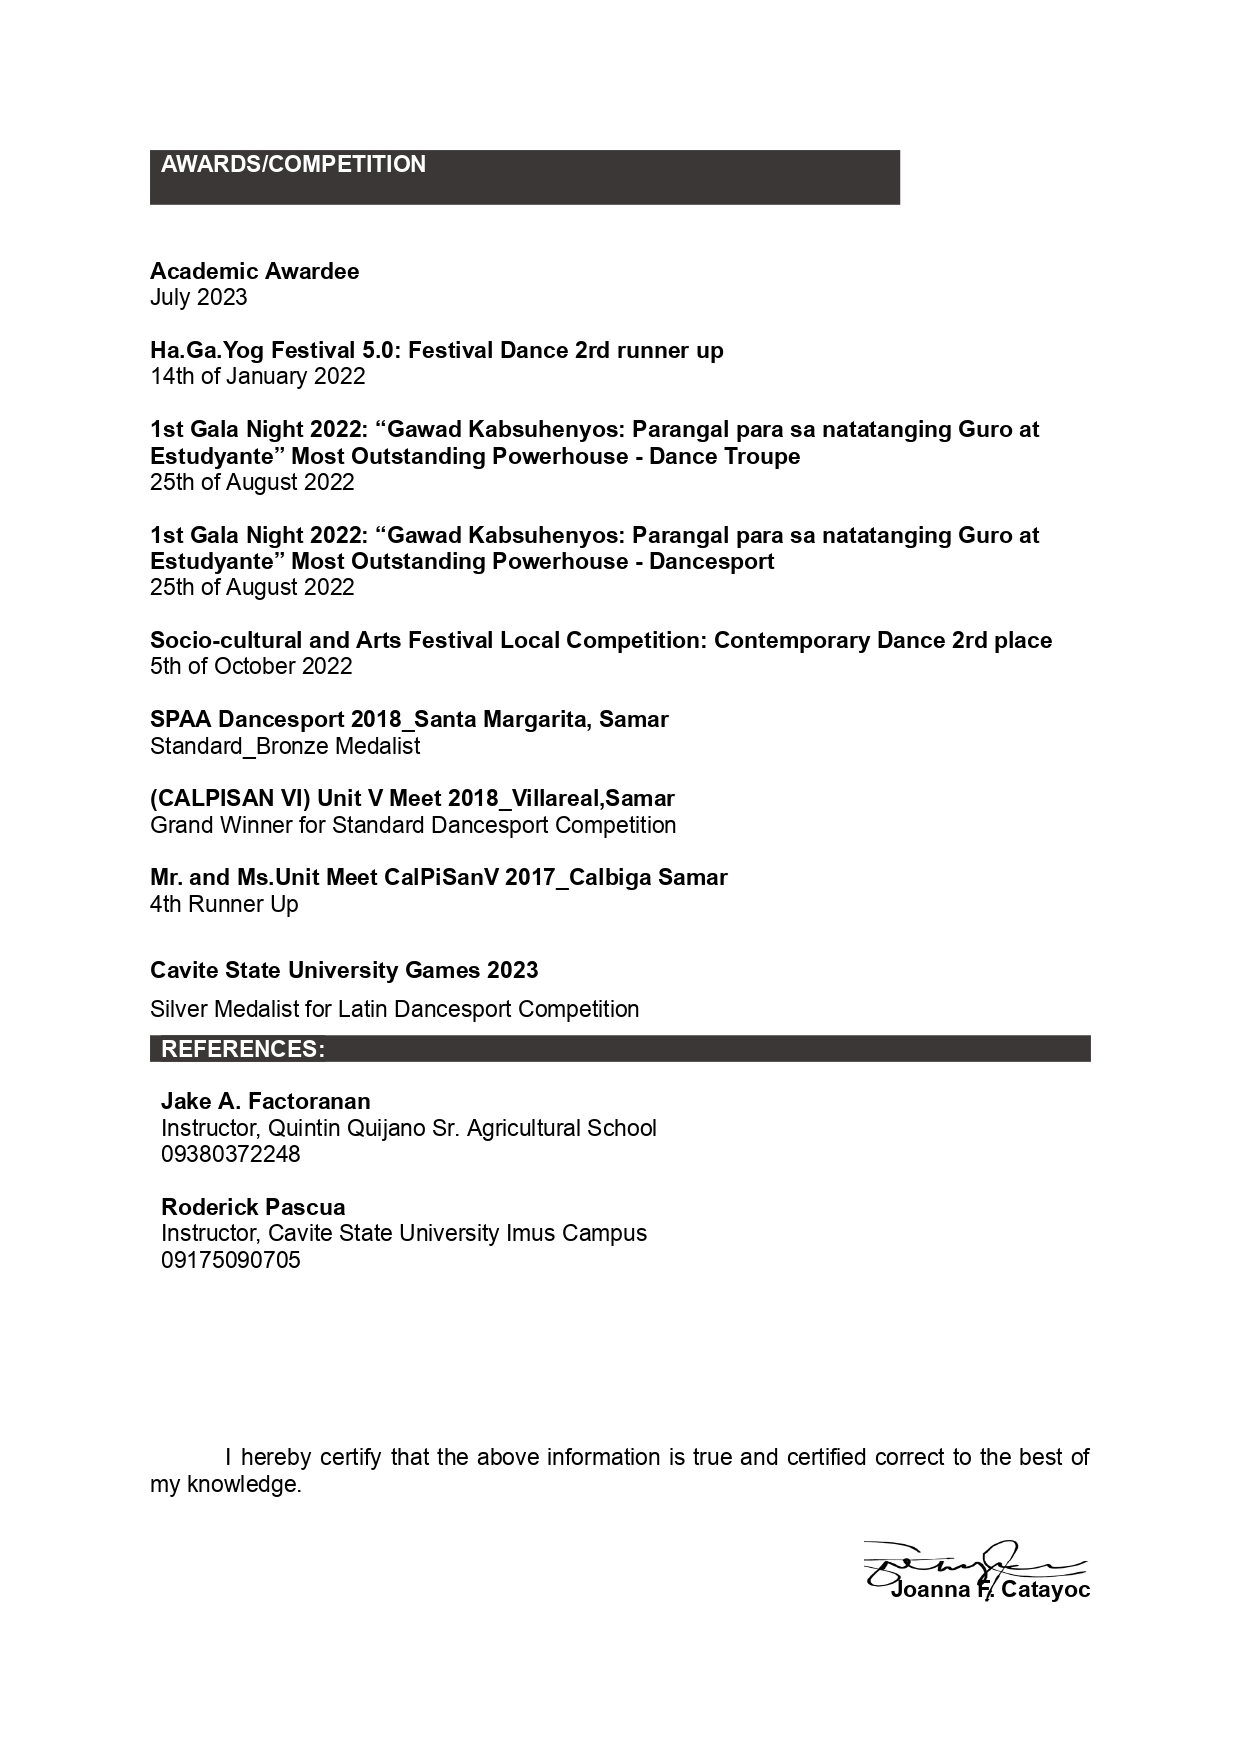 AWARDS/COMPETITION
Academic Awardee
July 2023
Ha.Ga.Yog Festival 5.0: Festival Dance 2rd runner up
14th of January 2022
1st Gala Night 2022: “Gawad Kabsuhenyos: Parangal para sa natatanging Guro at
Estudyante” Most Outstanding Powerhouse - Dance Troupe
25th of August 2022
1st Gala Night 2022: “Gawad Kabsuhenyos: Parangal para sa natatanging Guro at
Estudyante” Most Outstanding Powerhouse - Dancesport
25th of August 2022
Socio-cultural and Arts Festival Local Competition: Contemporary Dance 2rd place
5th of October 2022
SPAA Dancesport 2018_Santa Margarita, Samar
Standard_Bronze Medalist
(CALPISAN VI) Unit V Meet 2018_Villareal,Samar
Grand Winner for Standard Dancesport Competition
Mr. and Ms.Unit Meet CalPiSanV 2017_Calbiga Samar
4th Runner Up
Cavite State University Games 2023
Silver Medalist for Latin Dancesport Competition
REFERENCES:
Jake A. Factoranan
Instructor, Quintin Quijano Sr. Agricultural School
09380372248
Roderick Pascua
Instructor, Cavite State University Imus Campus
09175090705
I hereby certify that the above information is true and certified correct to the best of
my knowledge.
Joanna F. Catayoc